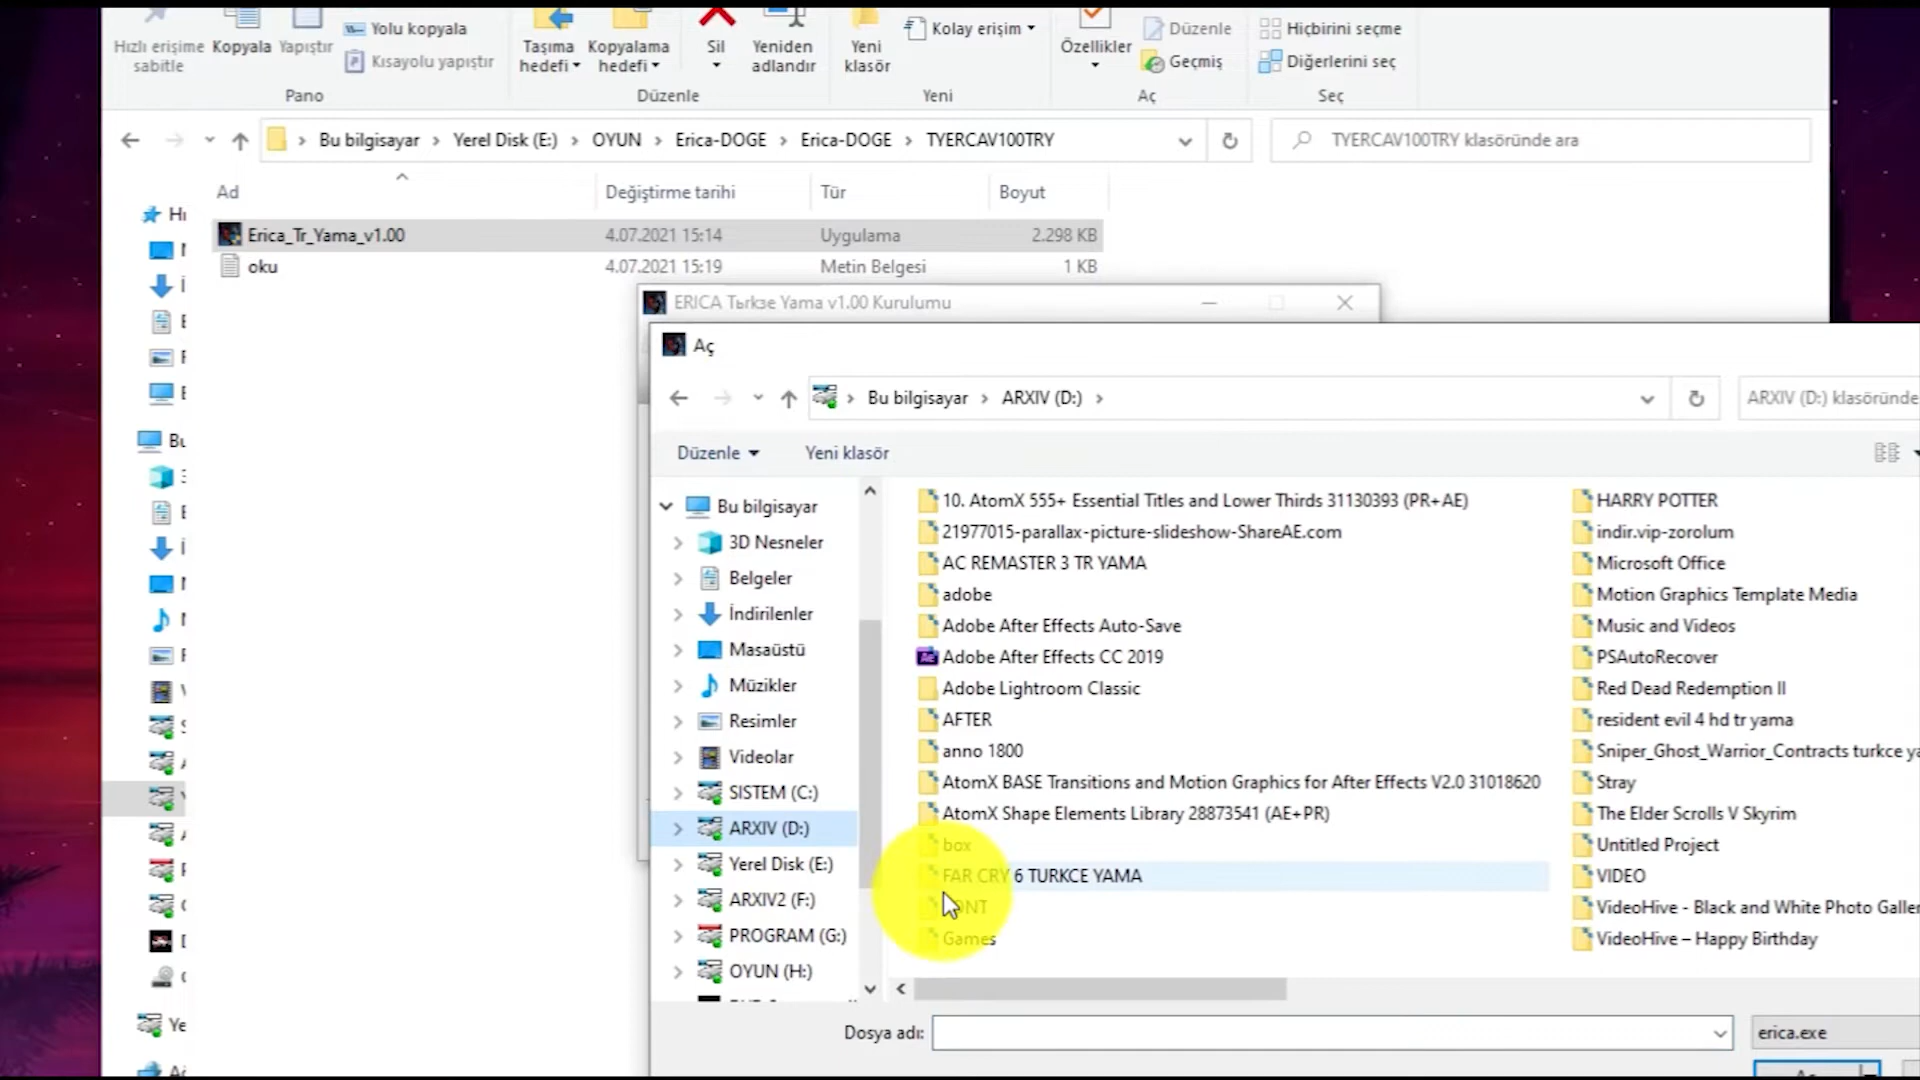 Hızlı erişime sabitle
Kopyala
Yapıştır
Yolu kopyala
Kısayolu yapıştır
Taşıma hedefi
Kopyalama hedefi
Sil
Yeniden adlandır
Yeni klasör
Kolay erişim
Özellikler
Düzenle
Geçmiş
Hiçbirini seçme
Diğerlerini seç
Pano
Düzenle
Yeni
Aç
Seç
Bu bilgisayar
Yerel Disk (E:)
OYUN
Erica-DOGE
Erica-DOGE
TYERCAV100TRY
TYERCAV100TRY klasöründe ara
Ad
Değiştirme tarihi
Tür
Boyut
Erica_Tr_Yama_v1.00
4.07.2021 15:14
Uygulama
2.298 KB
oku
4.07.2021 15:19
Metin Belgesi
1 KB
ERICA Tьrkзe Yama v1.00 Kurulumu
Aç
Bu bilgisayar
ARXIV (D:)
ARXIV (D:) klasöründe
Düzenle
Yeni klasör
Bu bilgisayar
3D Nesneler
Belgeler
İndirilenler
Masaüstü
Müzikler
Resimler
Videolar
SISTEM (C:)
ARXIV (D:)
Yerel Disk (E:)
ARXIV2 (F:)
PROGRAM (G:)
OYUN (H:)
10. AtomX 555+ Essential Titles and Lower Thirds 31130393 (PR+AE)
21977015-parallax-picture-slideshow-ShareAE.com
AC REMASTER 3 TR YAMA
adobe
Adobe After Effects Auto-Save
Adobe After Effects CC 2019
Adobe Lightroom Classic
AFTER
anno 1800
AtomX BASE Transitions and Motion Graphics for After Effects V2.0 31018620
AtomX Shape Elements Library 28873541 (AE+PR)
box
FAR CRY 6 TURKCE YAMA
Games
HARRY POTTER
indir.vip-zorolum
Microsoft Office
Motion Graphics Template Media
Music and Videos
PSAutoRecover
Red Dead Redemption II
resident evil 4 hd tr yama
Sniper_Ghost_Warrior_Contracts turkce ya
Stray
The Elder Scrolls V Skyrim
Untitled Project
VIDEO
VideoHive - Black and White Photo Galler
VideoHive – Happy Birthday
Dosya adı:
erica.exe